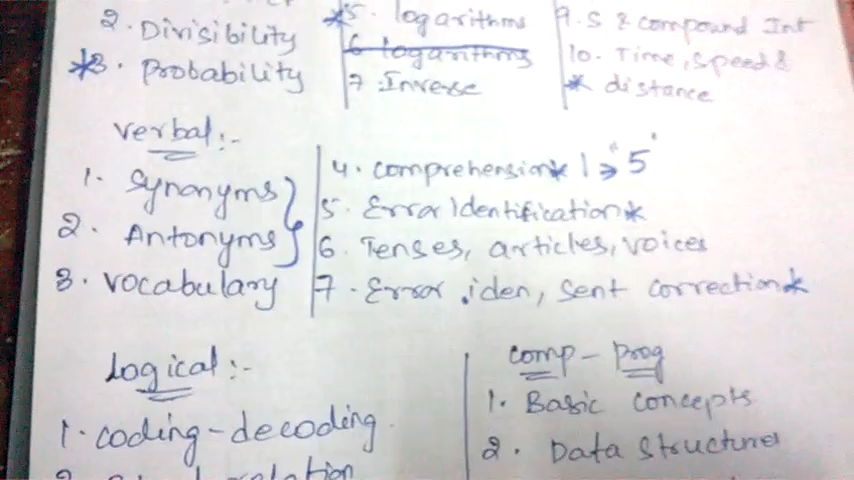 2. Divisibility
*3. Probability
*5. logarithms
6 logarithms
7 Inverse
9. S & compound Int
10. Time, speed &
* distance
Verbal:-
1. Synonyms
2. Antonyms
3. Vocabulary
4. comprehension* 1 → 5
5. Error Identification*
6. Tenses, articles, voices
7. Error iden, sent correction*
Logical:-
1. coding-decoding
comp-prog
1. Basic concepts
2. Data structures